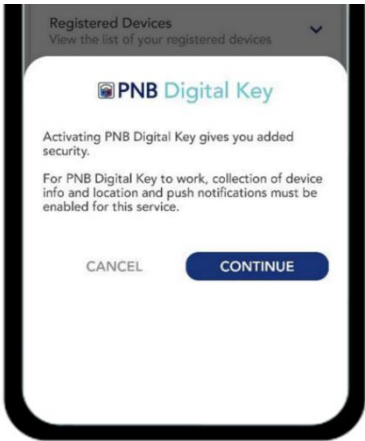 Registered Devices
View the list of your registered devices
PNB Digital Key
Activating PNB Digital Key gives you added
security.
For PNB Digital Key to work, collection of device
info and location and push notifications must be
enabled for this service.
CANCEL CONTINUE